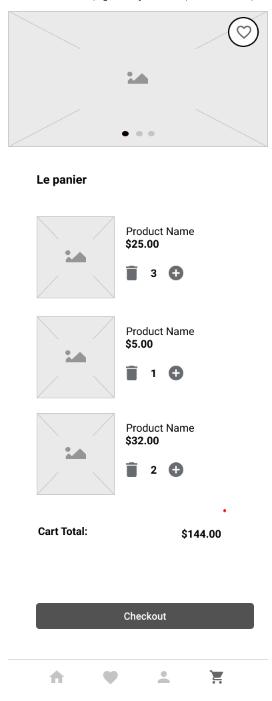 Le panier
Product Name
$25.00
3
Product Name
$5.00
1
Product Name
$32.00
2
Cart Total: $144.00
Checkout